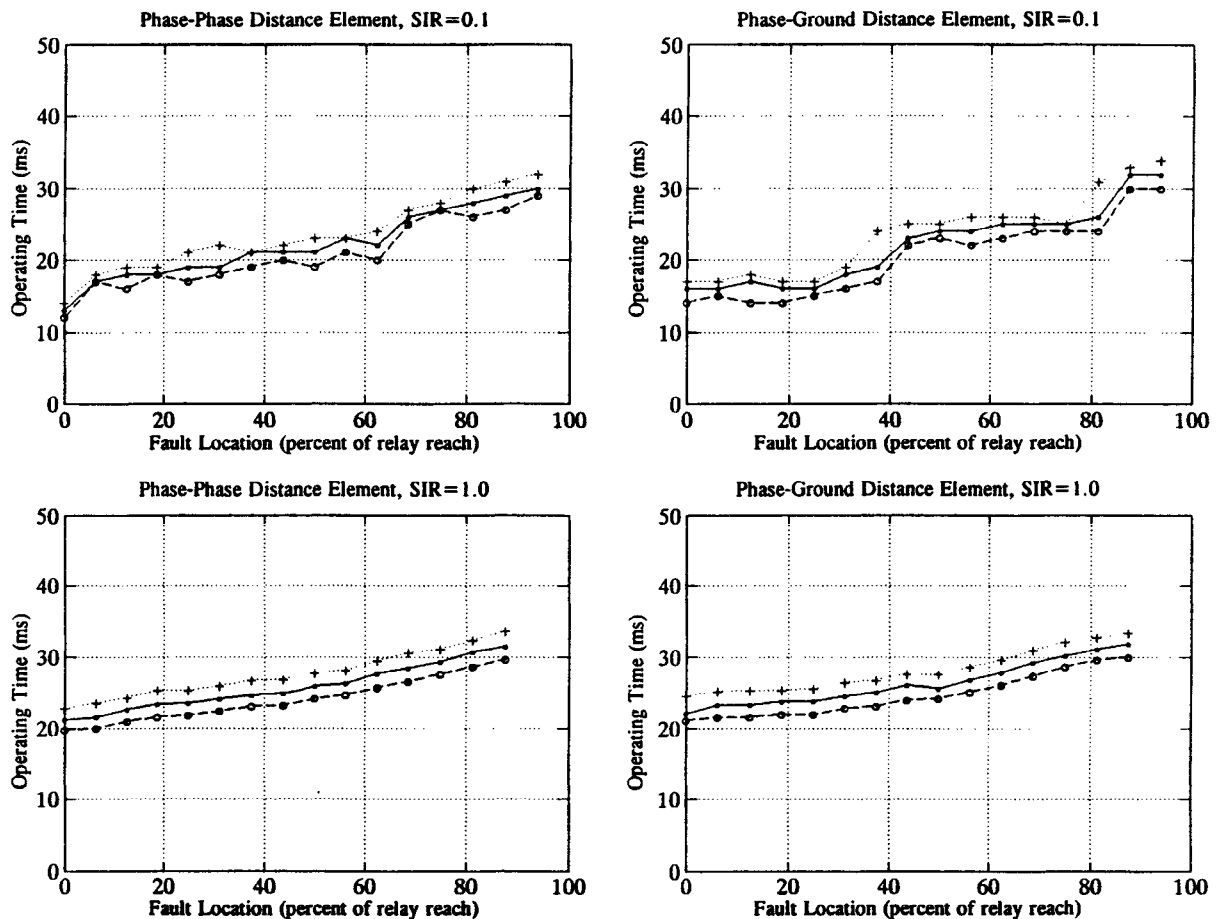 Phase-Phase Distance Element, SIR=0.1
50
40
30
20
10
0
Operating Time (ms)
0 20 40 60 80 100
Fault Location (percent of relay reach)
Phase-Ground Distance Element, SIR=0.1
50
40
30
20
10
0
Operating Time (ms)
0 20 40 60 80 100
Fault Location (percent of relay reach)
Phase-Phase Distance Element, SIR=1.0
50
40
30
20
10
0
Operating Time (ms)
0 20 40 60 80 100
Fault Location (percent of relay reach)
Phase-Ground Distance Element, SIR=1.0
50
40
30
20
10
0
Operating Time (ms)
0 20 40 60 80 100
Fault Location (percent of relay reach)